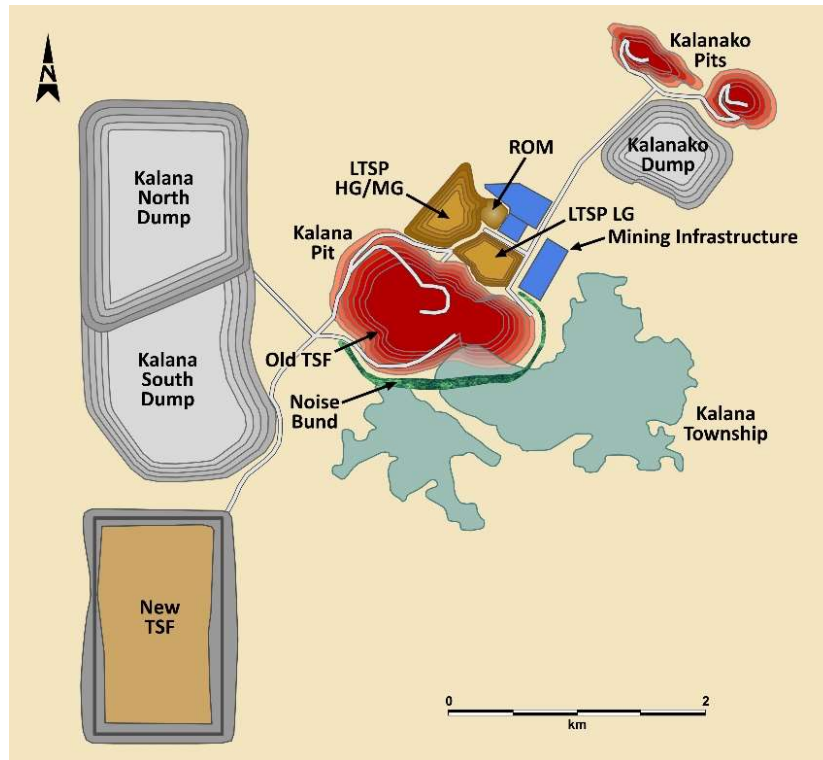 N
Kalanako
Pits
Kalana
North
Dump
LTSP
HG/MG
ROM
Kalanako
Dump
LTSP LG
Mining Infrastructure
Kalana
Pit
Kalana
South
Dump
Old TSF
Noise
Bund
Kalana
Township
New
TSF
0
2
km